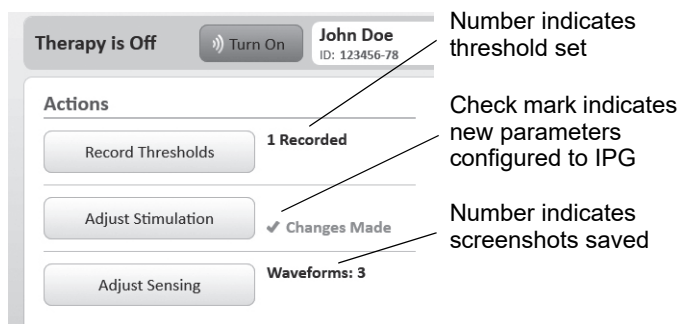 Therapy is Off
Turn On
John Doe
ID: 123456-78
Number indicates
threshold set
Actions
Record Thresholds
1 Recorded
Check mark indicates
new parameters
configured to IPG
Adjust Stimulation
✔ Changes Made
Number indicates
screenshots saved
Adjust Sensing
Waveforms: 3